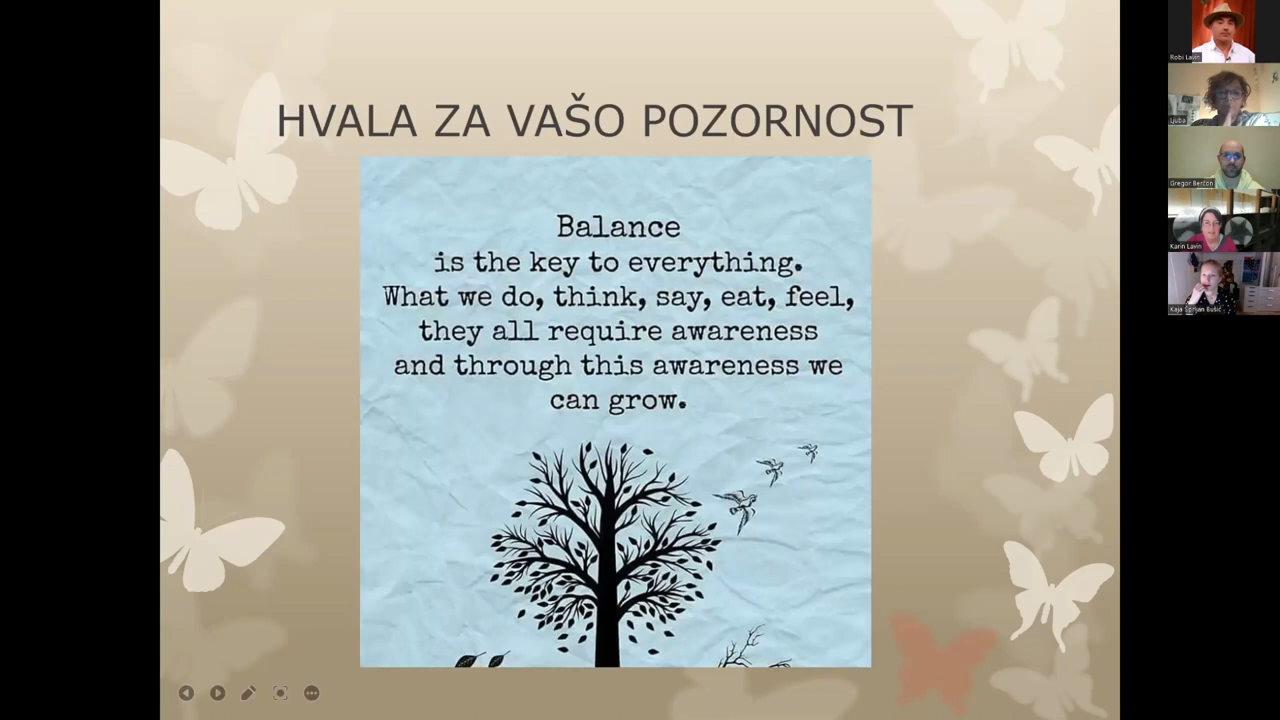 HVALA ZA VAŠO POZORNOST
Balance
is the key to everything.
What we do, think, say, eat, feel,
they all require awareness
and through this awareness we
can grow.
Robi Lavin
Ljuba
Gregor Berčon
Karin Lavin
Kaja